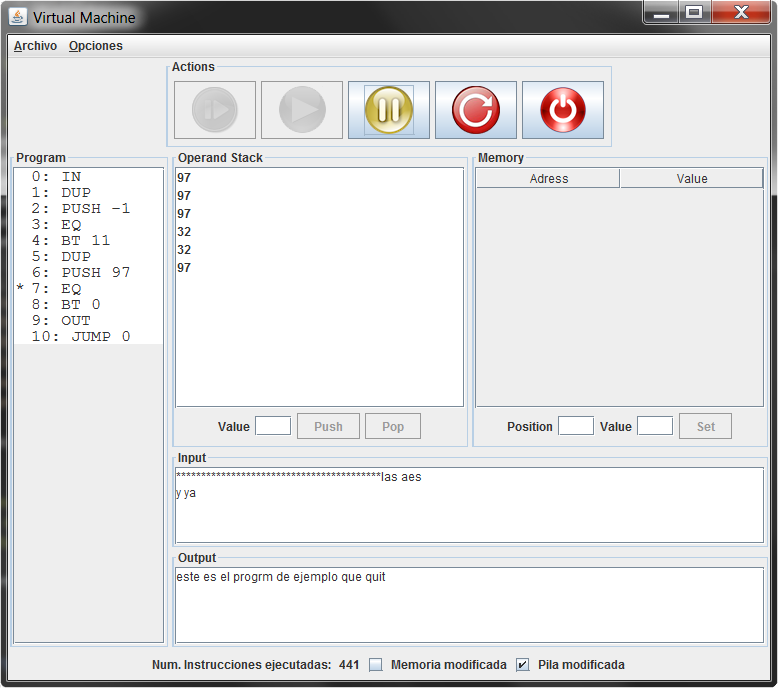 Virtual Machine
Archivo Opciones
Actions
Program
0: IN
1: DUP
2: PUSH -1
3: EQ
4: BT 11
5: DUP
6: PUSH 97
* 7: EQ
8: BT 0
9: OUT
10: JUMP 0
Operand Stack
97
97
97
32
32
97
Value Push Pop
Memory
Adress Value
Position Value Set
Input
*****************************************las aes
y ya
Output
este es el progrm de ejemplo que quit
Num. Instrucciones ejecutadas: 441 Memoria modificada Pila modificada